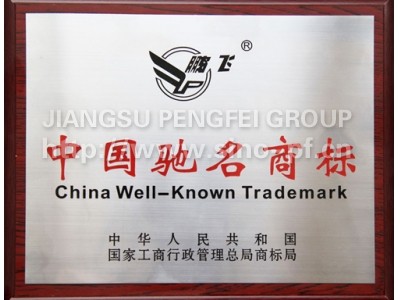 鹏飞®
JIANGSU PENGFEI GROUP
中国驰名商标
China Well-Known Trademark
中华人民共和国
国家工商行政管理总局商标局